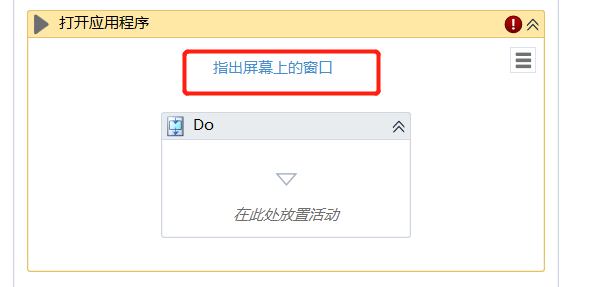 打开应用程序
指出屏幕上的窗口
Do
在此处放置活动